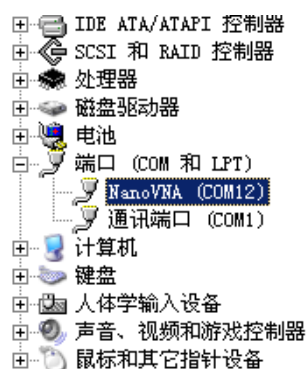 IDE ATA/ATAPI 控制器
SCSI 和 RAID 控制器
处理器
磁盘驱动器
电池
端口 (COM 和 LPT)
NanoVNA (COM12)
通讯端口 (COM1)
计算机
键盘
人体学输入设备
声音、视频和游戏控制器
鼠标和其它指针设备